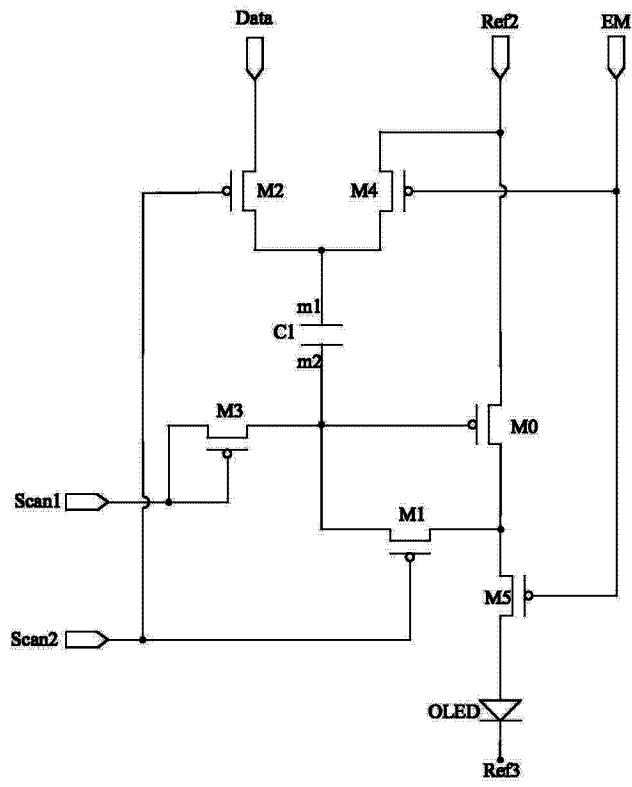 Data Ref2 EM
M2 M4
m1
C1
m2
M3
M0
Scan1
M1
M5
Scan2
OLED
Ref3